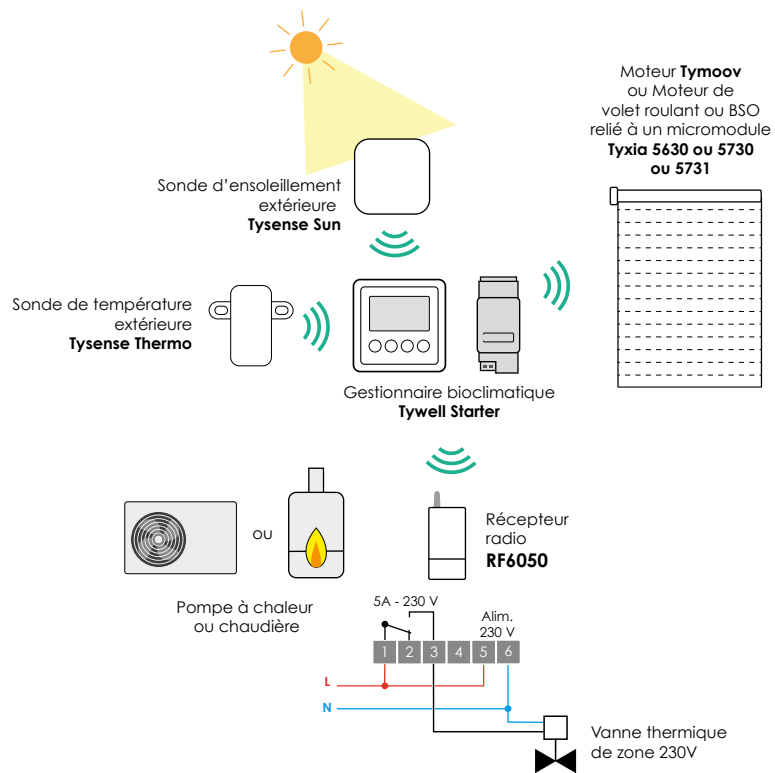 Moteur Tymoov
ou Moteur de
volet roulant ou BSO
relié à un micromodule
Tyxia 5630 ou 5730
ou 5731
Sonde d'ensoleillement
extérieure
Tysense Sun
Sonde de température
extérieure
Tysense Thermo
Gestionnaire bioclimatique
Tywell Starter
ou
Pompe à chaleur
ou chaudière
Récepteur
radio
RF6050
5A - 230 V
Alim.
230 V
1 2 3 4 5 6
L
N
Vanne thermique
de zone 230V